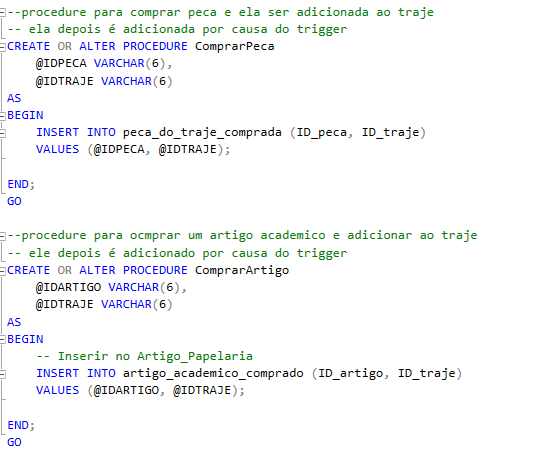 --procedure para comprar peca e ela ser adicionada ao traje
-- ela depois é adicionada por causa do trigger
CREATE OR ALTER PROCEDURE ComprarPeca
@IDPECA VARCHAR(6),
@IDTRAJE VARCHAR(6)
AS
BEGIN
INSERT INTO peca_do_traje_comprada (ID_peca, ID_traje)
VALUES (@IDPECA, @IDTRAJE);
END;
GO
--procedure para ocmprar um artigo academico e adicionar ao traje
-- ele depois é adicionado por causa do trigger
CREATE OR ALTER PROCEDURE ComprarArtigo
@IDARTIGO VARCHAR(6),
@IDTRAJE VARCHAR(6)
AS
BEGIN
-- Inserir no Artigo_Papelaria
INSERT INTO artigo_academico_comprado (ID_artigo, ID_traje)
VALUES (@IDARTIGO, @IDTRAJE);
END;
GO